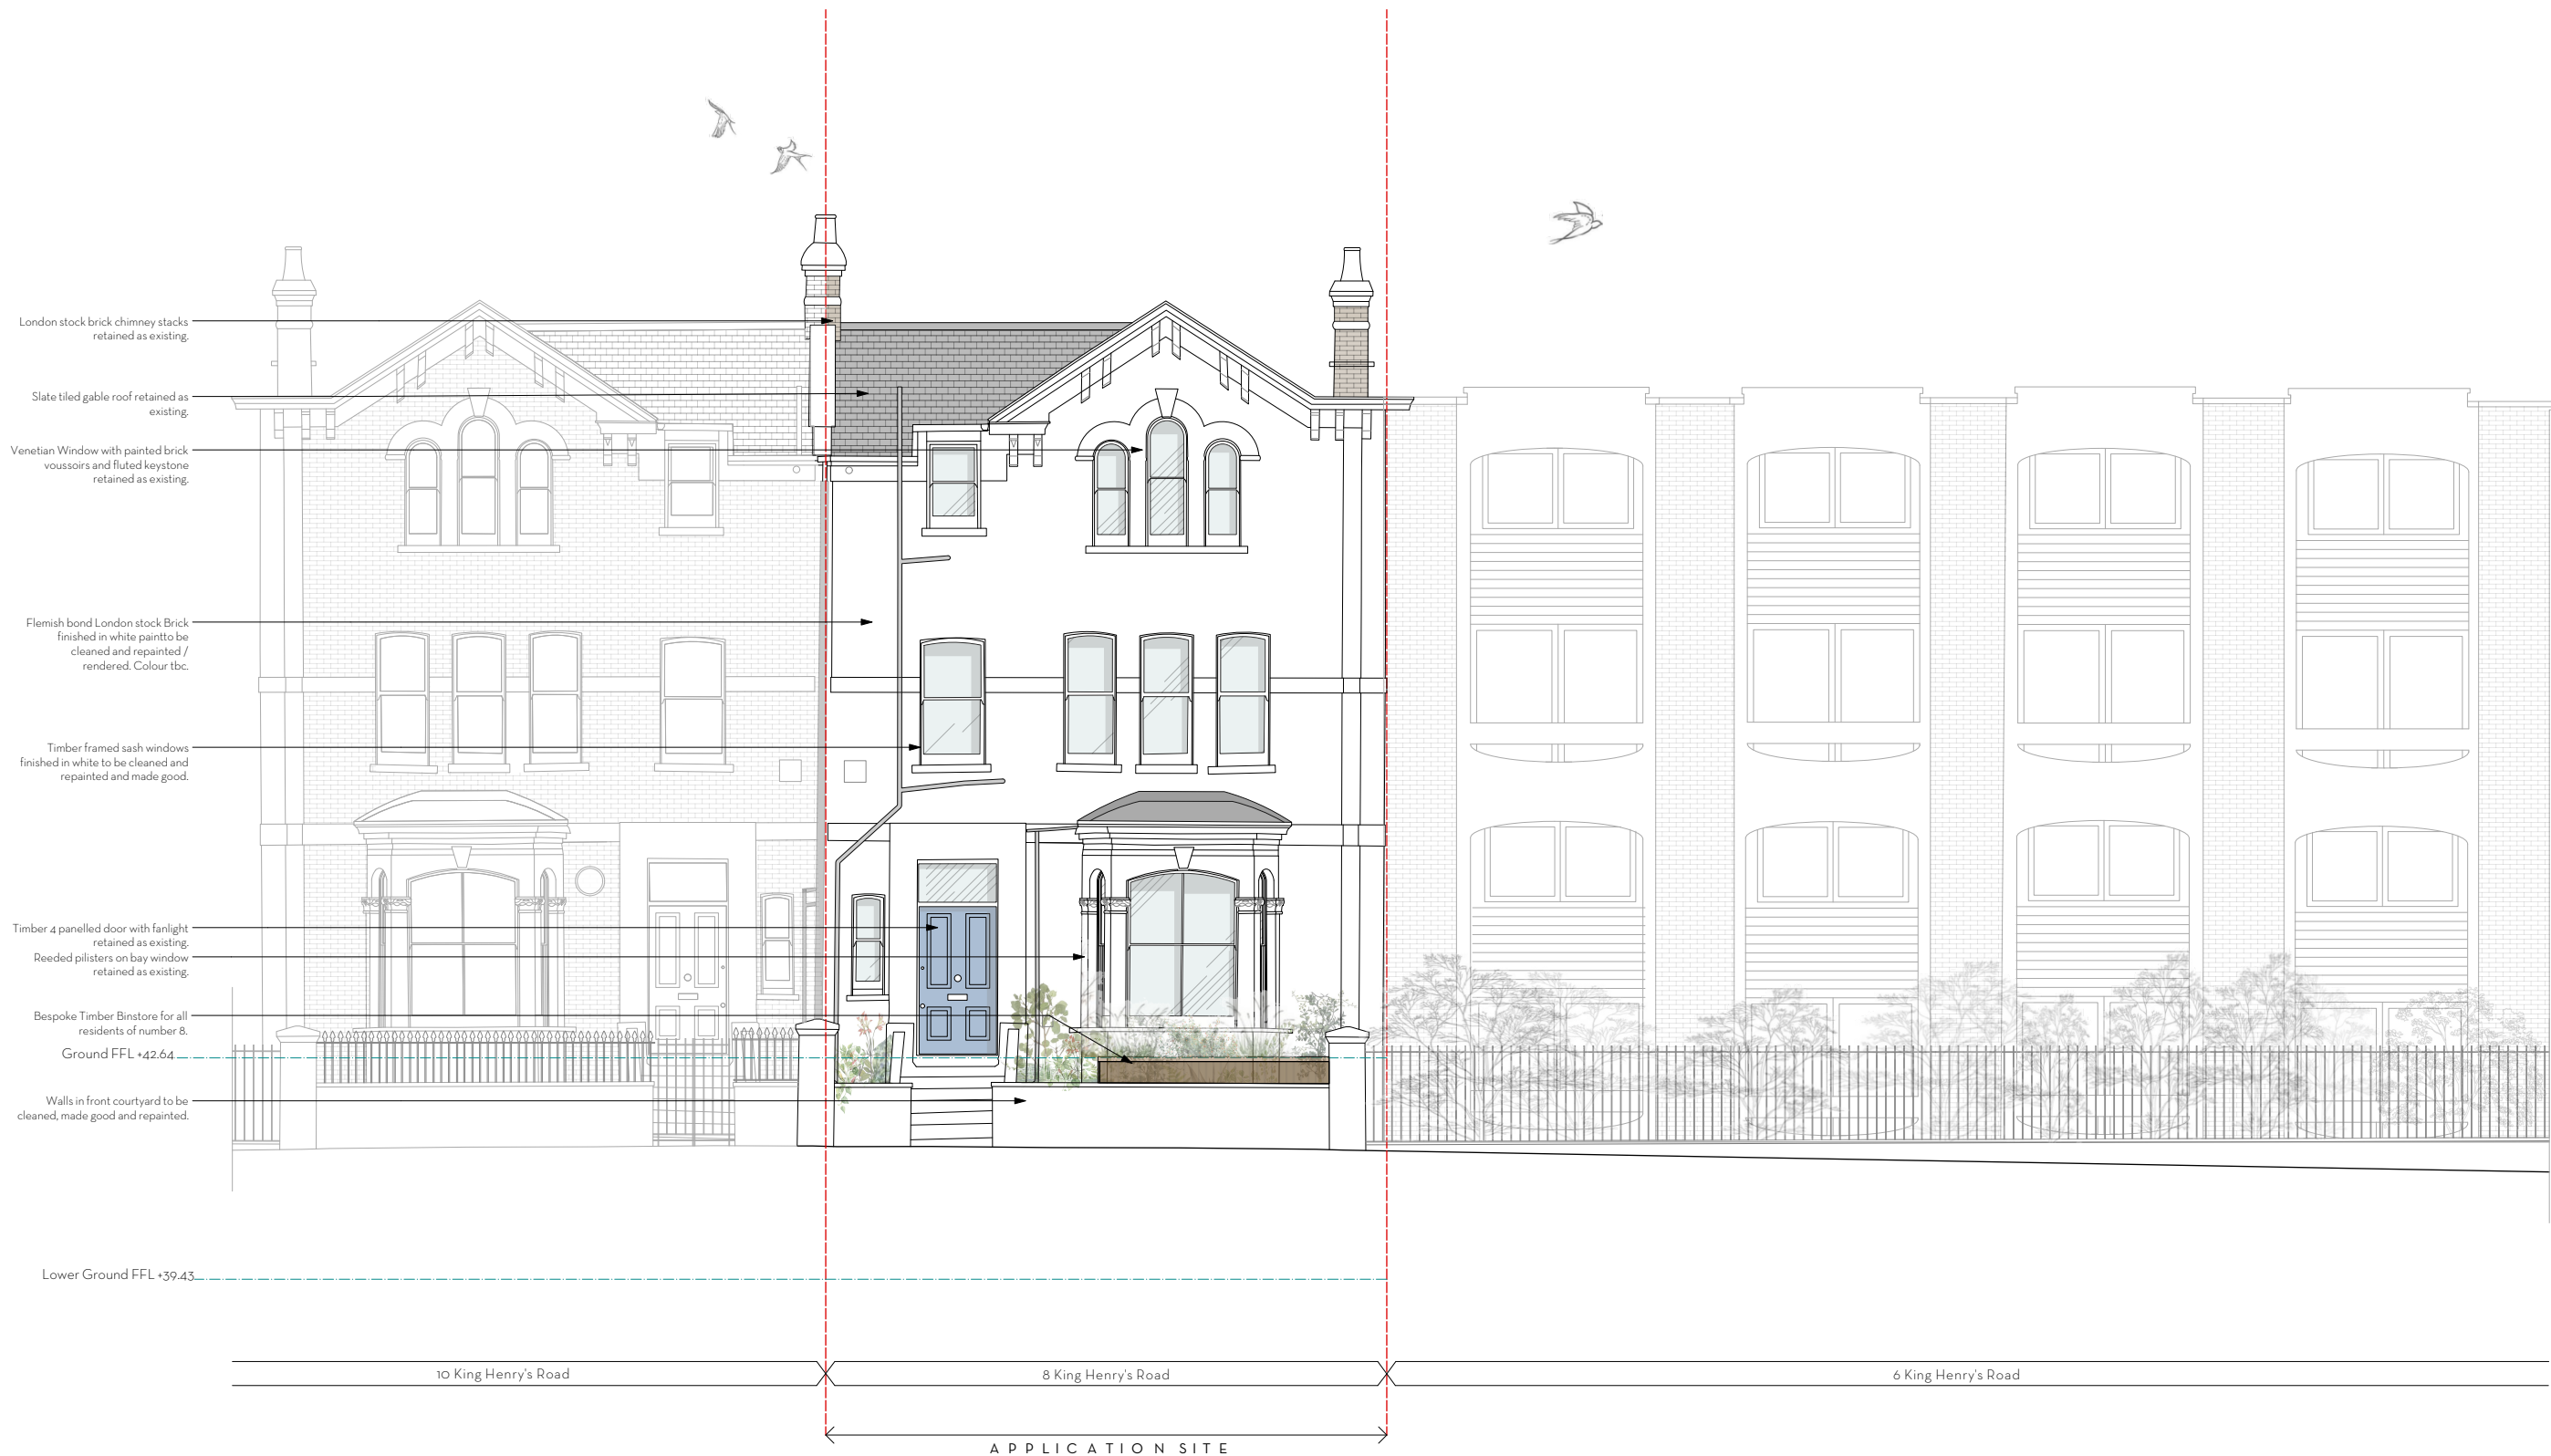 London stock brick chimney stacks
retained as existing.
Slate tiled gable roof retained as
existing.
Venetian Window with painted brick
voussoirs and fluted keystone
retained as existing.
Flemish bond London stock Brick
finished in white paintto be
cleaned and repainted /
rendered. Colour tbc.
Timber framed sash windows
finished in white to be cleaned and
repainted and made good.
Timber 4 panelled door with fanlight
retained as existing.
Reeded pilisters on bay window
retained as existing.
Bespoke Timber Binstore for all
residents of number 8.
Ground FFL +42.64
Walls in front courtyard to be
cleaned, made good and repainted.
Lower Ground FFL +39.43
10 King Henry's Road
8 King Henry's Road
6 King Henry's Road
APPLICATION SITE